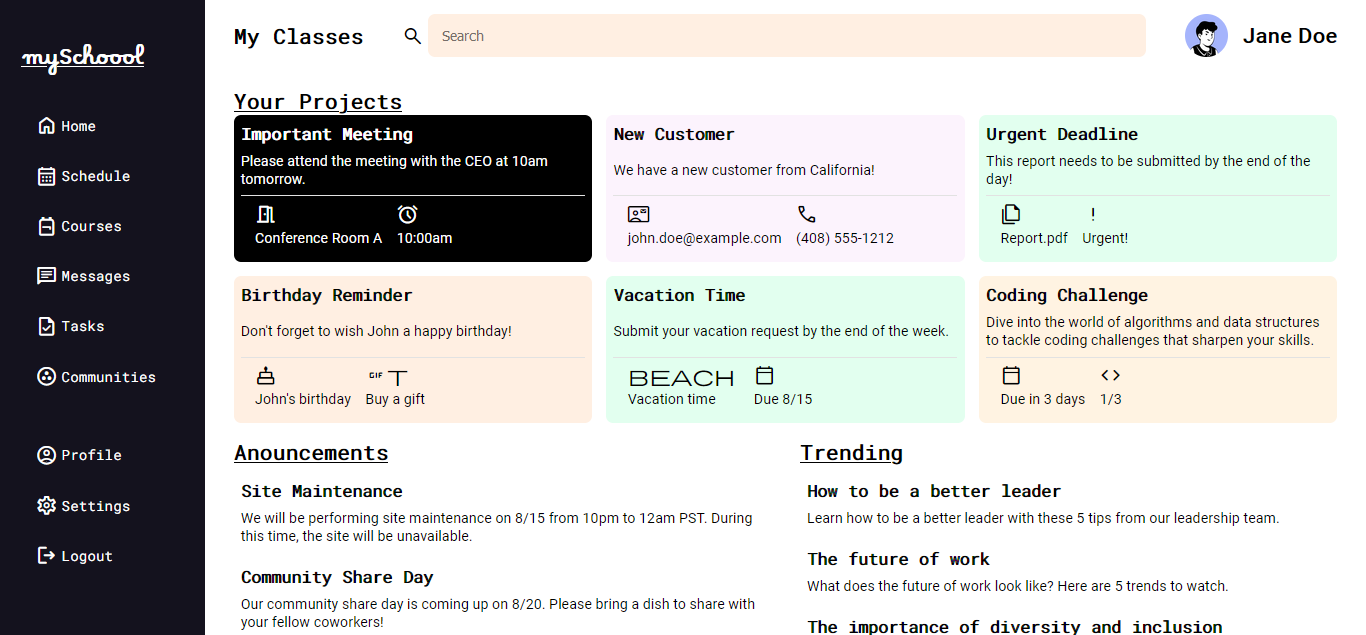 mySchoool
Home
Schedule
Courses
Messages
Tasks
Communities
Profile
Settings
Logout
My Classes
Search
Jane Doe
Your Projects
Important Meeting
Please attend the meeting with the CEO at 10am
tomorrow.
Conference Room A
10:00am
New Customer
We have a new customer from California!
john.doe@example.com
(408) 555-1212
Urgent Deadline
This report needs to be submitted by the end of the
day!
!
Report.pdf
Urgent!
Birthday Reminder
Don't forget to wish John a happy birthday!
GIF T
John's birthday
Buy a gift
Vacation Time
Submit your vacation request by the end of the week.
BEACH
Vacation time
Due 8/15
Coding Challenge
Dive into the world of algorithms and data structures
to tackle coding challenges that sharpen your skills.
Due in 3 days
1/3
Anouncements
Site Maintenance
We will be performing site maintenance on 8/15 from 10pm to 12am PST. During
this time, the site will be unavailable.
Community Share Day
Our community share day is coming up on 8/20. Please bring a dish to share with
your fellow coworkers!
Trending
How to be a better leader
Learn how to be a better leader with these 5 tips from our leadership team.
The future of work
What does the future of work look like? Here are 5 trends to watch.
The importance of diversity and inclusion